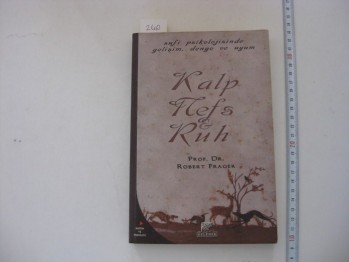 260
sufi psikolojisinde
gelişim, denge ve uyum
Kalp
Nefs
&
Ruh
PROF. DR.
ROBERT FRAGER